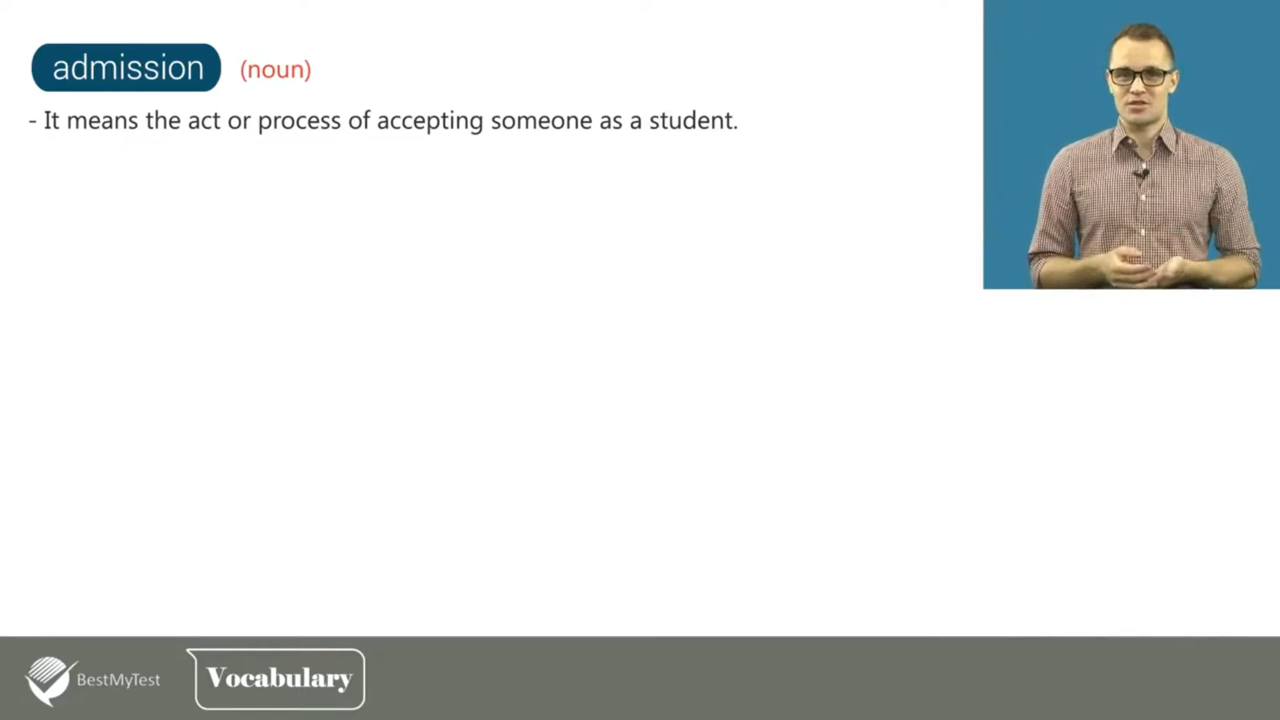 admission (noun)
- It means the act or process of accepting someone as a student.
BestMyTest
Vocabulary